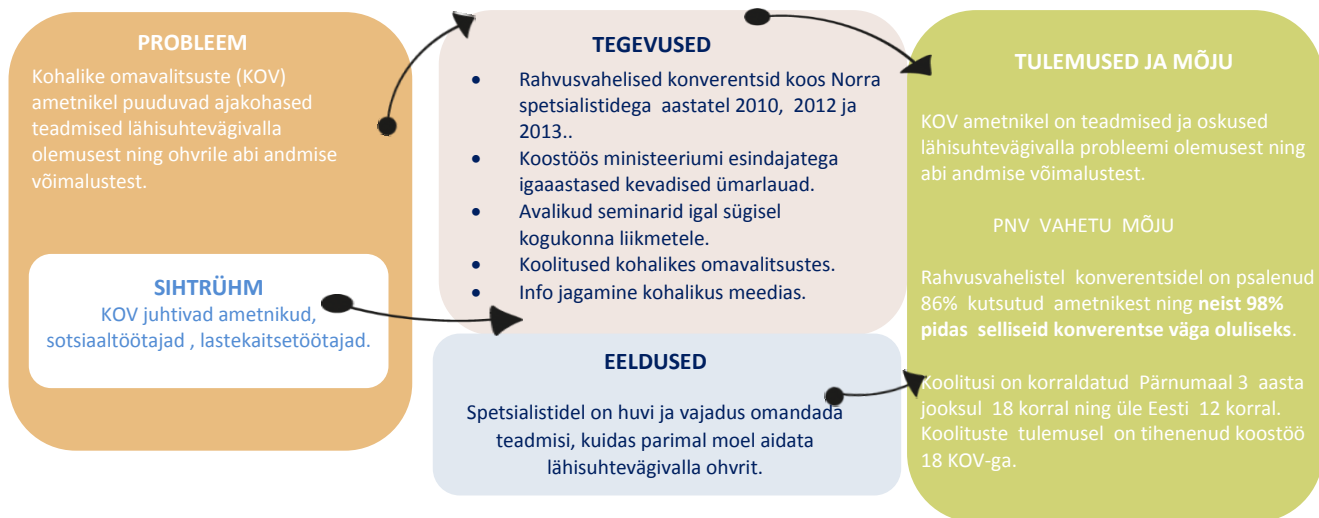 PROBLEEM
Kohalike omavalitsuste (KOV)
ametnikel puuduvad ajakohased
teadmised lähisuhtevägivalla
olemusest ning ohvrile abi andmise
võimalustest.
SIHTRÜHM
KOV juhtivad ametnikud,
sotsiaaltöötajad , lastekaitsetöötajad.
TEGEVUSED
• Rahvusvahelised konverentsid koos Norra
spetsialistidega aastatel 2010, 2012 ja
2013..
• Koostöös ministeeriumi esindajatega
igaaastased kevadised ümarlauad.
• Avalikud seminarid igal sügisel
kogukonna liikmetele.
• Koolitused kohalikes omavalitsustes.
• Info jagamine kohalikus meedias.
EELDUSED
Spetsialistidel on huvi ja vajadus omandada
teadmisi, kuidas parimal moel aidata
lähisuhtevägivalla ohvrit.
TULEMUSED JA MÕJU
KOV ametnikel on teadmised ja oskused
lähisuhtevägivalla probleemi olemusest ning
abi andmise võimalustest.
PNV VAHETU MÕJU
Rahvusvahelistel konverentsidel on psalenud
86% kutsutud ametnikest ning neist 98%
pidas selliseid konverentse väga oluliseks.
Koolitusi on korraldatud Pärnumaal 3 aasta
jooksul 18 korral ning üle Eesti 12 korral.
Koolituste tulemusel on tihenenud koostöö
18 KOV-ga.